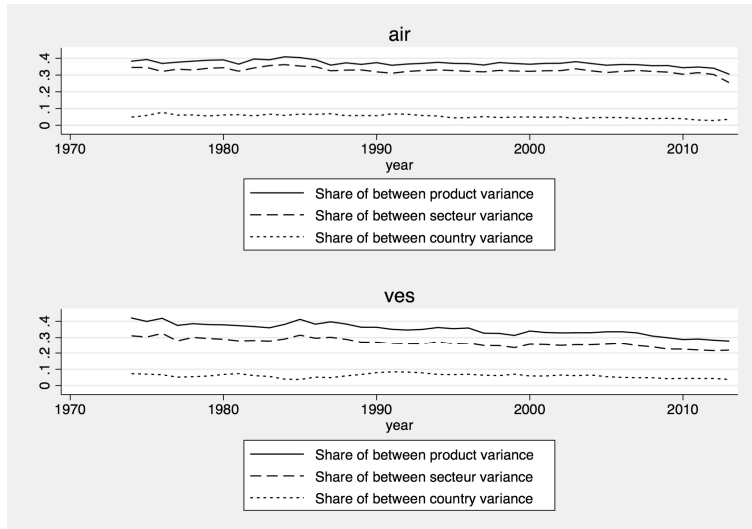 air
.4
.3
.2
.1
0
1970 1980 1990 2000 2010
year
Share of between product variance
Share of between secteur variance
Share of between country variance
ves
.4
.3
.2
.1
0
1970 1980 1990 2000 2010
year
Share of between product variance
Share of between secteur variance
Share of between country variance